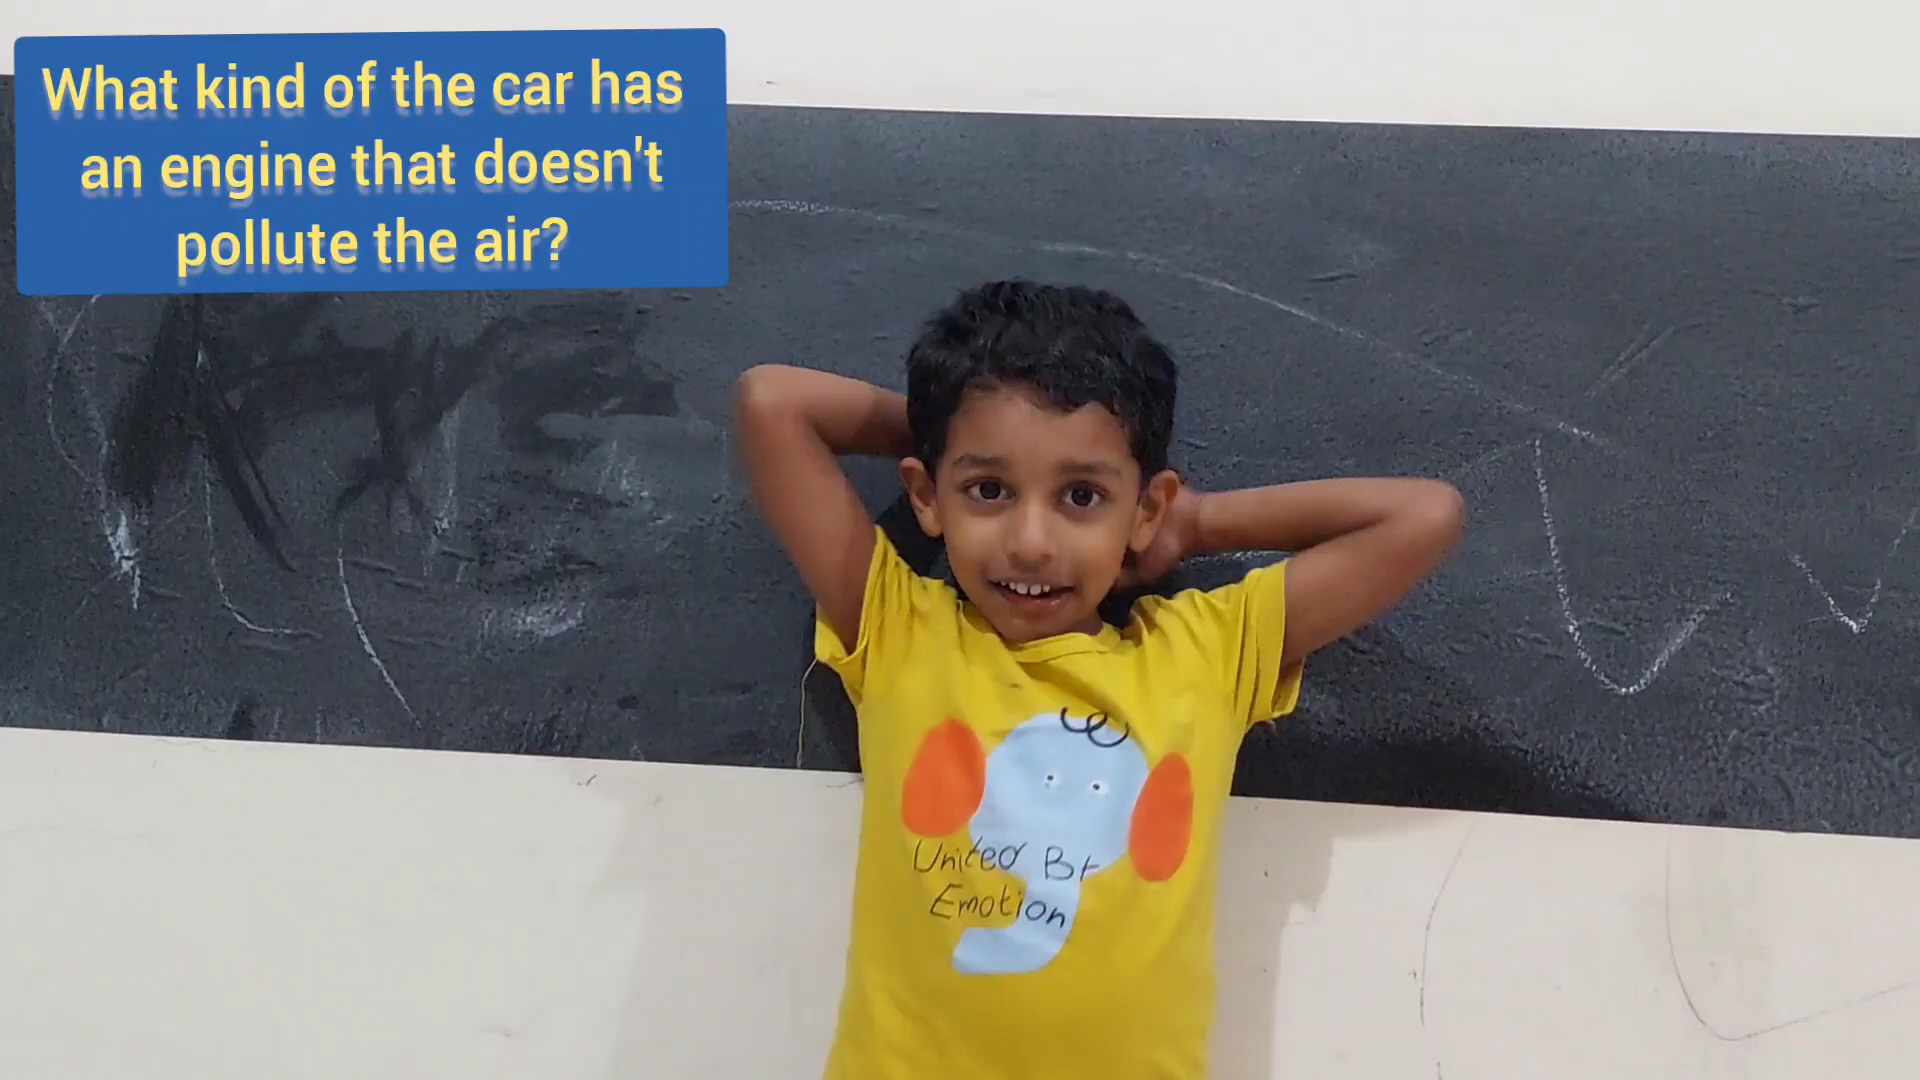 What kind of the car has
an engine that doesn't
pollute the air?
United By
Emotion